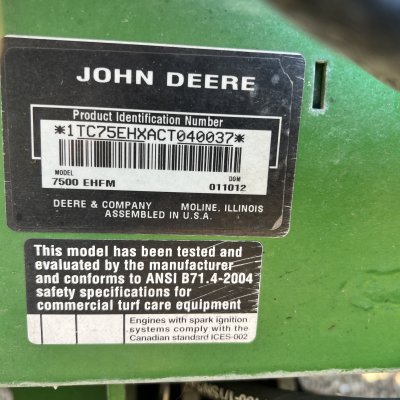 JOHN DEERE
Product Identification Number
*1TC75EHXACT040037*
MODEL DOM
7500 EHFM 011012
DEERE & COMPANY MOLINE, ILLINOIS
ASSEMBLED IN U.S.A.
This model has been tested and
evaluated by the manufacturer
and conforms to ANSI B71.4-2004
safety specifications for
commercial turf care equipment
Engines with spark ignition
systems comply with the
Canadian standard ICES-002